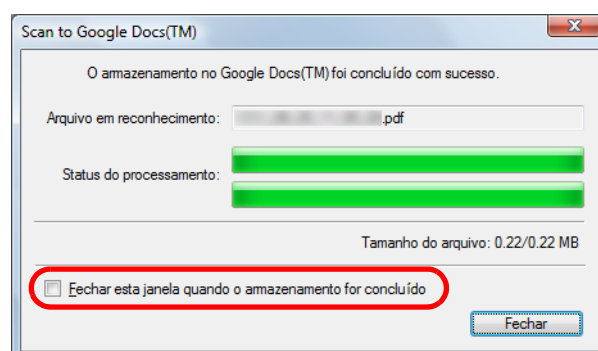 Scan to Google Docs(TM)
O armazenamento no Google Docs(TM) foi concluído com sucesso.
Arquivo em reconhecimento: .pdf
Status do processamento:
Tamanho do arquivo: 0.22/0.22 MB
Fechar esta janela quando o armazenamento for concluído
Fechar